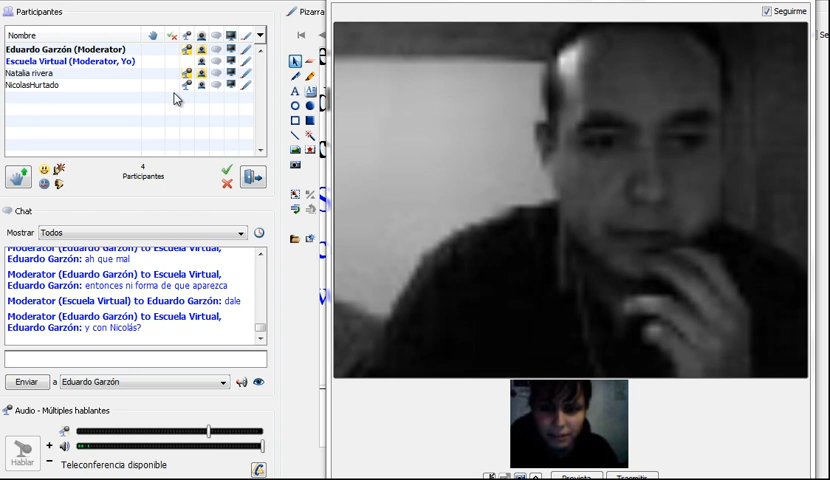 Participantes
Nombre
Eduardo Garzón (Moderator)
Escuela Virtual (Moderator, Yo)
Natalia rivera
NicolasHurtado
4
Participantes
Chat
Mostrar Todos
Moderator (Eduardo Garzón) to Escuela Virtual,
Eduardo Garzón: ah que mal
Moderator (Eduardo Garzón) to Escuela Virtual,
Eduardo Garzón: entonces ni forma de que aparezca
Moderator (Escuela Virtual) to Eduardo Garzón: dale
Moderator (Eduardo Garzón) to Escuela Virtual,
Eduardo Garzón: y con Nicolás?
Enviar a Eduardo Garzón
Audio - Múltiples hablantes
Hablar
Teleconferencia disponible
Pizarra
A A
Seguirme